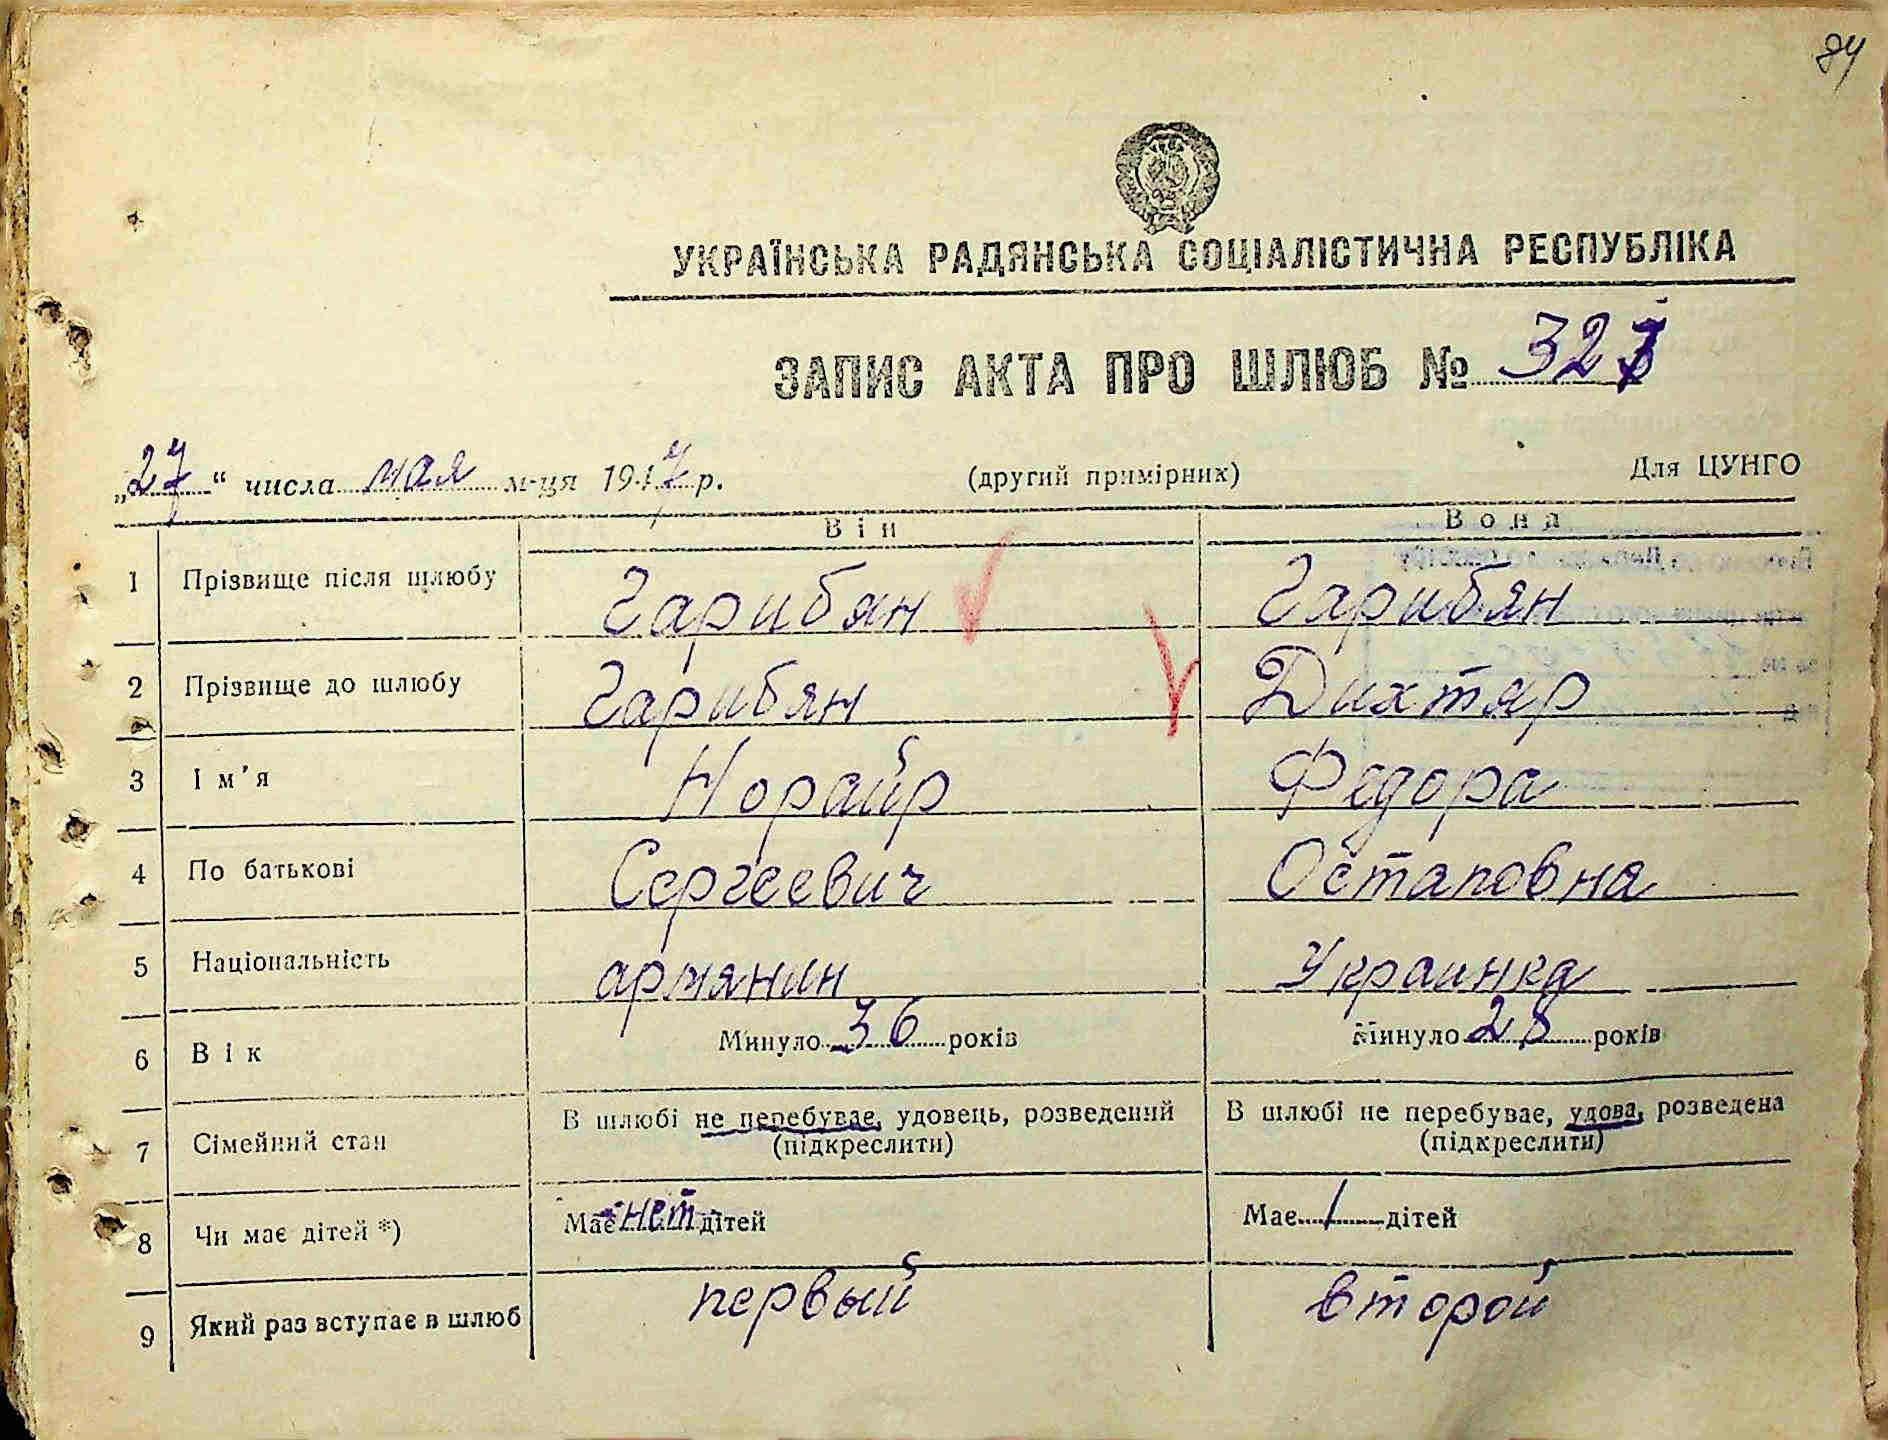 84
УКРАЇНСЬКА РАДЯНСЬКА СОЦІАЛІСТИЧНА РЕСПУБЛІКА
ЗАПИС АКТА ПРО ШЛЮБ № 32
„27“ числа мая м-ця 1947 р. (другий примірник) Для ЦУНГО
Він Вона
1 Прізвище після шлюбу Гарибян Гарибян
2 Прізвище до шлюбу Гарибян Дихтяр
3 Ім'я Норайр Федора
4 По батькові Сергеевич Остаповна
5 Національність армянин Украинка
6 Вік Минуло 36 років Минуло 28 років
7 Сімейний стан В шлюбі не перебуває, удовець, розведений В шлюбі не перебуває, удова, розведена
(підкреслити) (підкреслити)
8 Чи має дітей *) Має нет дітей Має 1 дітей
9 Який раз вступає в шлюб первый второй